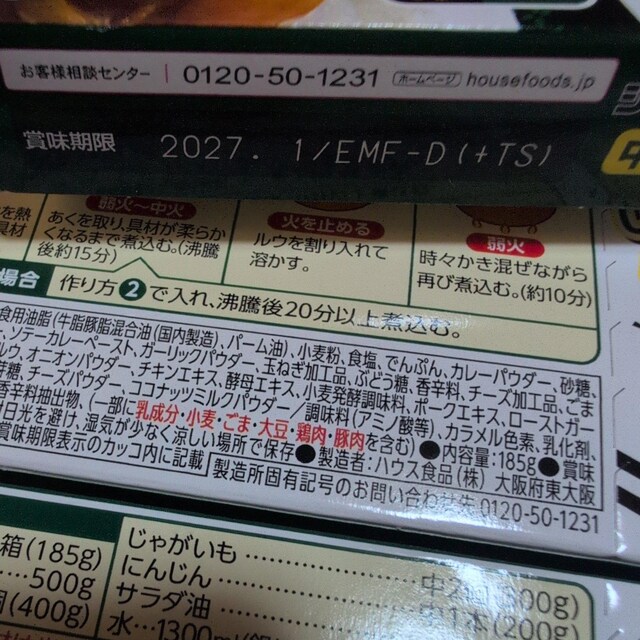 お客様相談センター 0120-50-1231 ホームページ housefoods.jp
賞味期限 2027. 1/EMF-D(+TS)
弱火〜中火
あくを取り、具材が柔らか
くなるまで煮込む。(沸騰
後約15分)
火を止める
ルウを割り入れて
溶かす。
弱火
時々かき混ぜながら
再び煮込む。(約10分)
場合 作り方❷で入れ、沸騰後20分以上煮込む。
食用油脂(牛脂豚脂混合油(国内製造)、パーム油)、小麦粉、食塩、でんぷん、カレーパウダー、砂糖、
ソテーカレーペースト、ガーリックパウダー、玉ねぎ加工品、ぶどう糖、香辛料、チーズ加工品、ごま
オニオンパウダー、チキンエキス、酵母エキス、小麦発酵調味料、ポークエキス、ローストガー
チーズパウダー、ココナッツミルクパウダー/調味料(アミノ酸等)、カラメル色素、乳化剤、
香辛料抽出物、(一部に乳成分・小麦・ごま・大豆・鶏肉・豚肉を含む)●内容量:185g●賞味
日光を避け、湿気が少なく涼しい場所で保存●製造者:ハウス食品(株) 大阪府東大阪
賞味期限表示のカッコ内に記載 製造所固有記号のお問い合わせ先 0120-50-1231
箱(185g)
500g
(400g)
じゃがいも
にんじん
サラダ油
水…1300ml